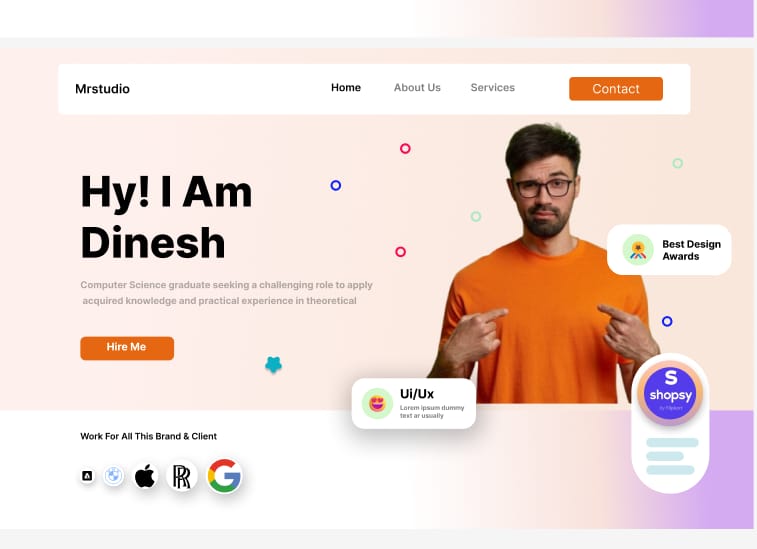 Mrstudio
Home
About Us
Services
Contact
Hy! I Am
Dinesh
Computer Science graduate seeking a challenging role to apply
acquired knowledge and practical experience in theoretical
Hire Me
Best Design
Awards
Ui/Ux
Lorem ipsum dummy
text ar usually
S
shopsy
by Flipkart
Work For All This Brand & Client
RR
G